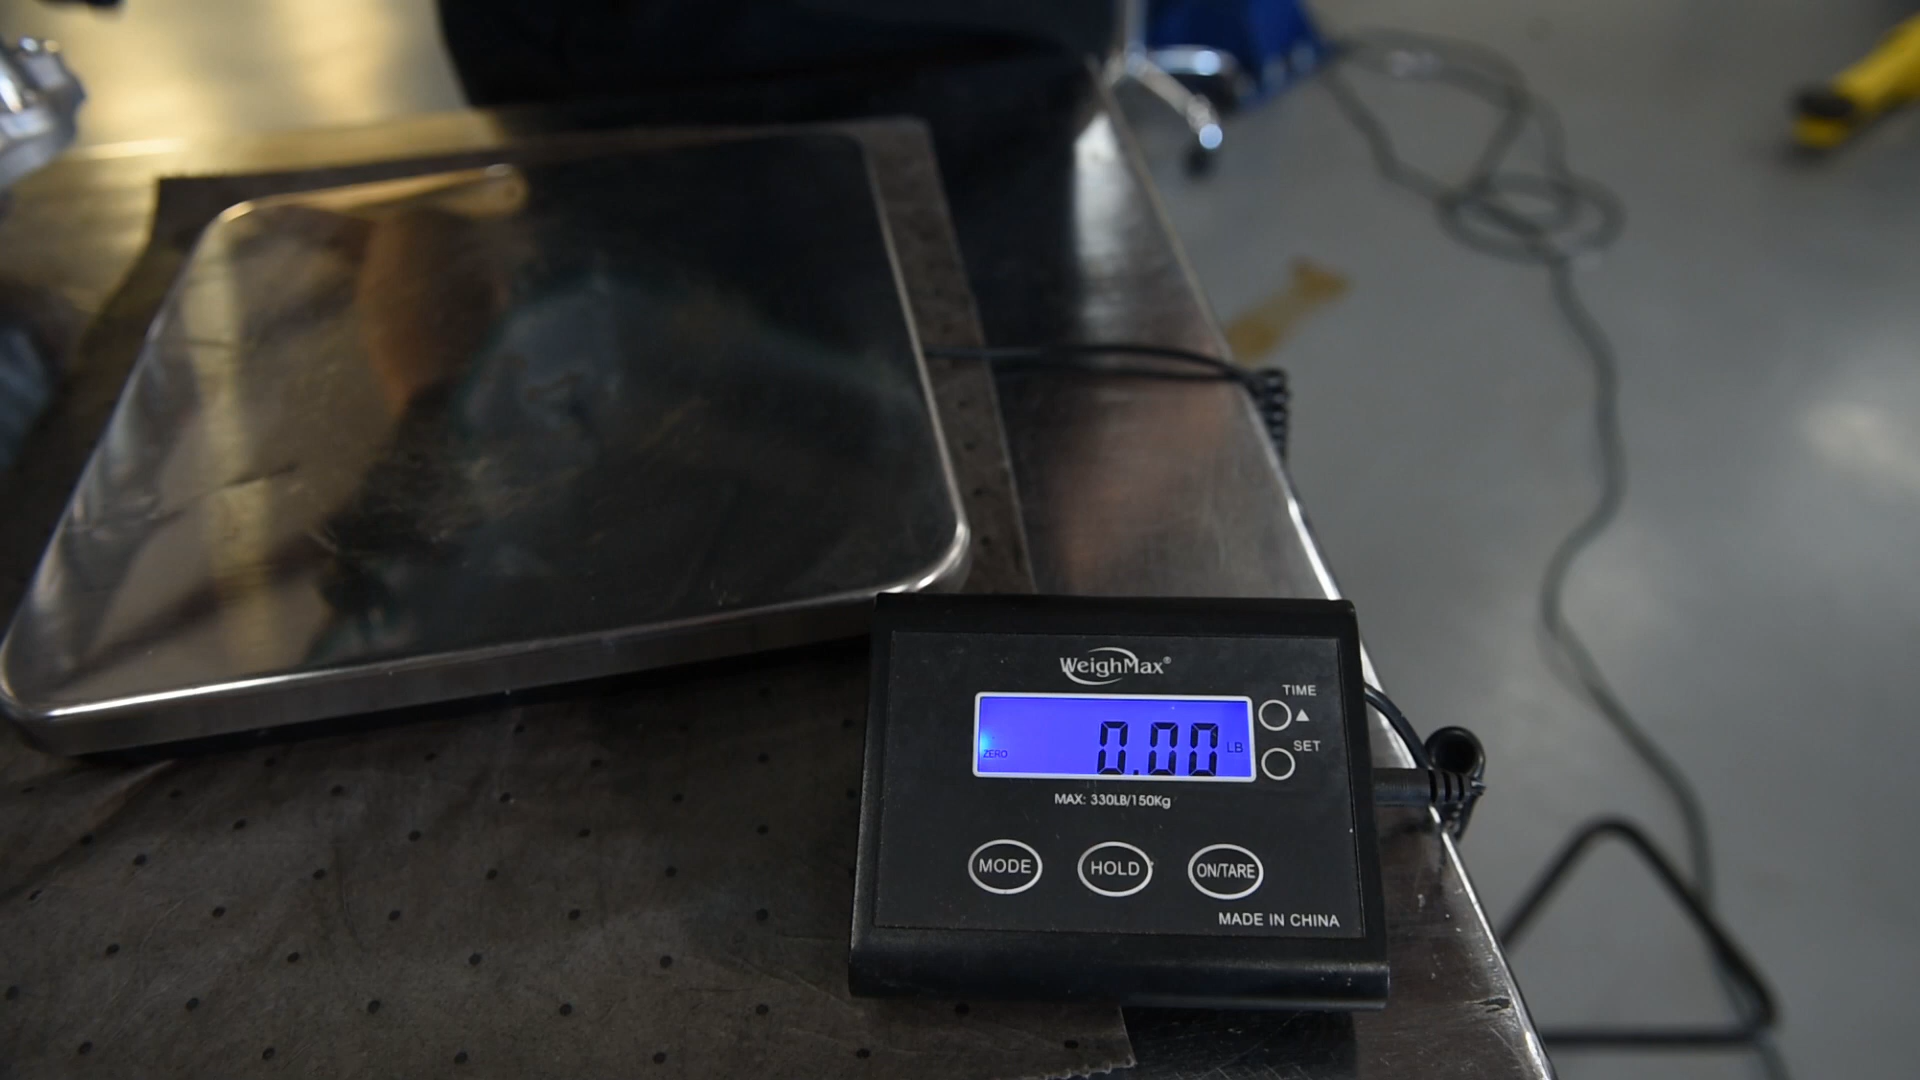 WeighMax®
TIME
ZERO 0.00 LB
SET
MAX: 330LB/150Kg
MODE HOLD ON/TARE
MADE IN CHINA